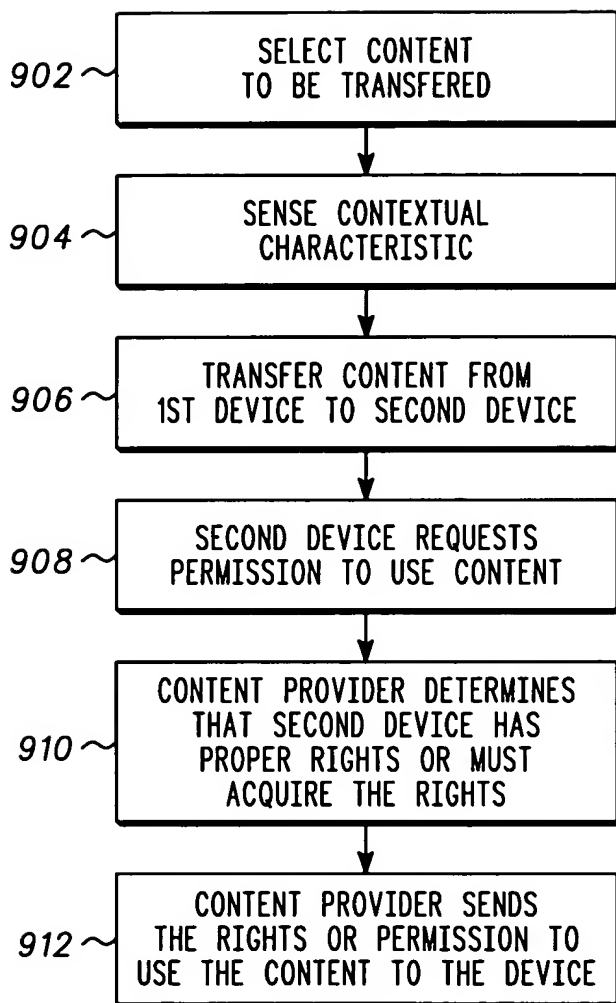 902
SELECT CONTENT
TO BE TRANSFERED
904
SENSE CONTEXTUAL
CHARACTERISTIC
906
TRANSFER CONTENT FROM
1ST DEVICE TO SECOND DEVICE
908
SECOND DEVICE REQUESTS
PERMISSION TO USE CONTENT
910
CONTENT PROVIDER DETERMINES
THAT SECOND DEVICE HAS
PROPER RIGHTS OR MUST
ACQUIRE THE RIGHTS
912
CONTENT PROVIDER SENDS
THE RIGHTS OR PERMISSION TO
USE THE CONTENT TO THE DEVICE